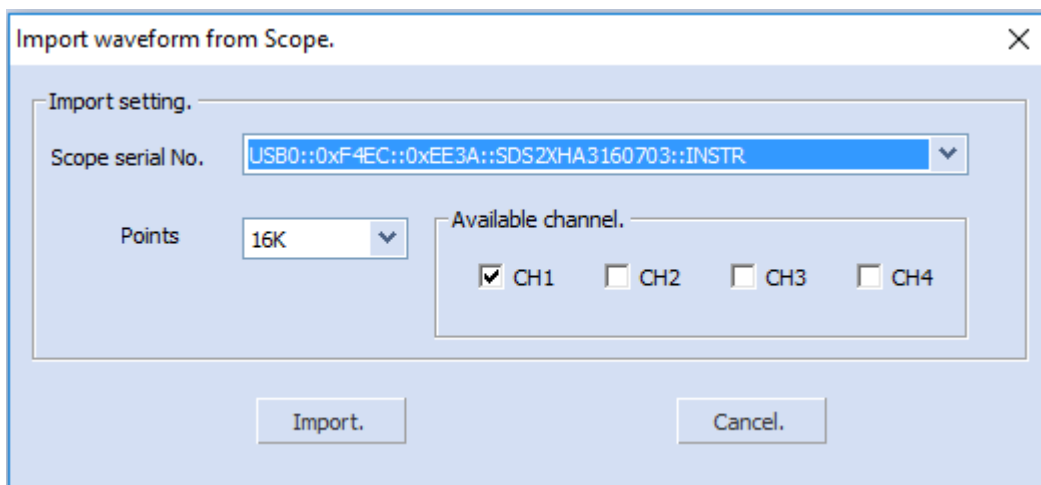 Import waveform from Scope.
Import setting.
Scope serial No. USB0::0xF4EC::0xEE3A::SDS2XHA3160703::INSTR
Points 16K
Available channel.
CH1 CH2 CH3 CH4
Import. Cancel.